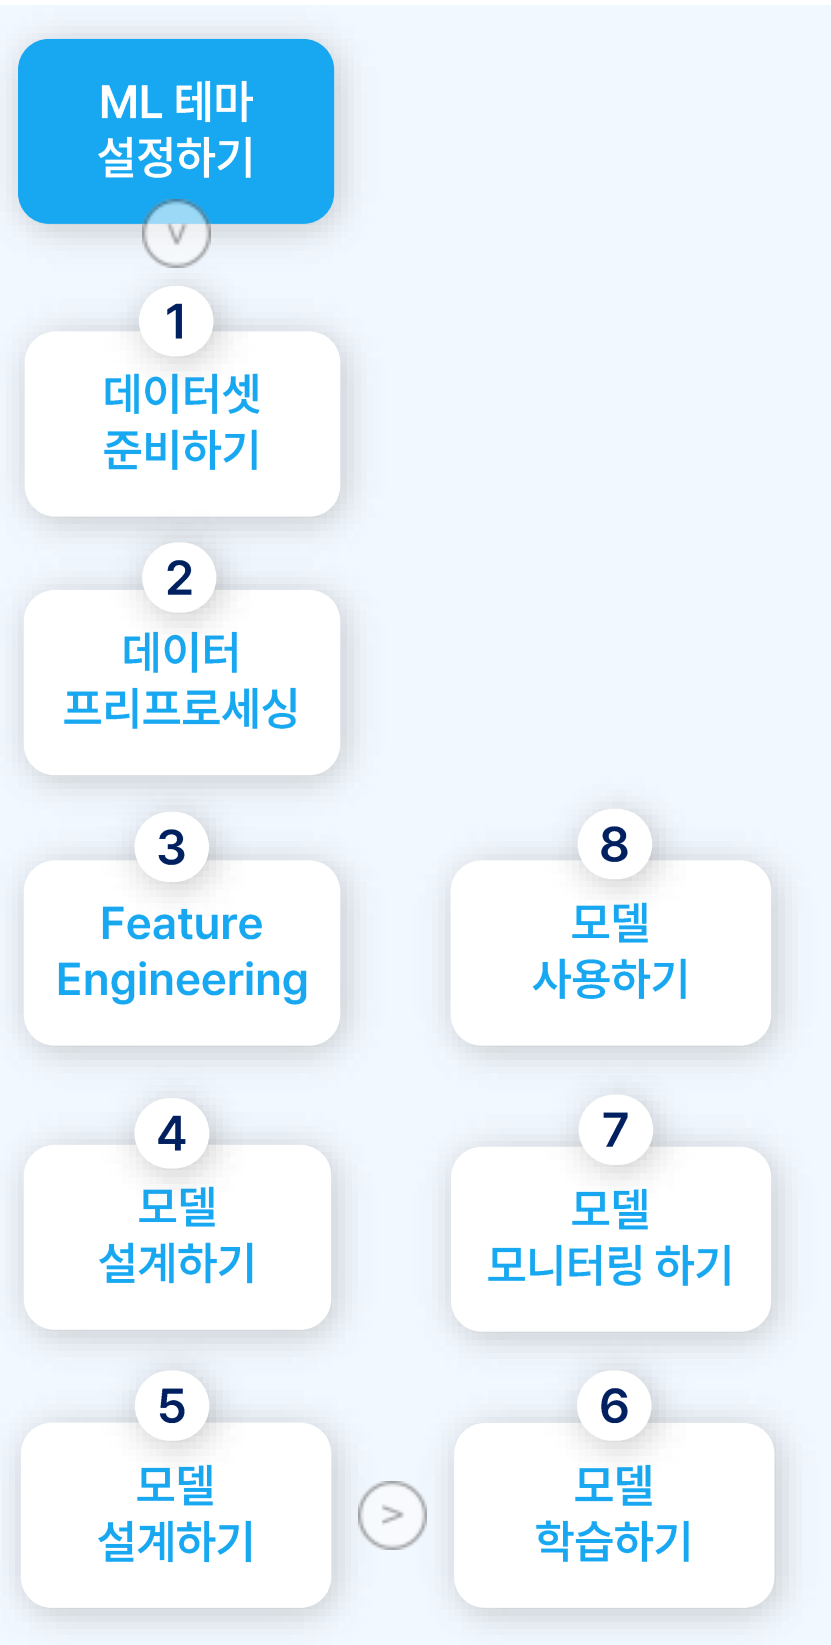 ML 테마
설정하기
V
1
데이터셋
준비하기
2
데이터
프리프로세싱
3
Feature
Engineering
4
모델
설계하기
5
모델
설계하기
>
6
모델
학습하기
7
모델
모니터링 하기
8
모델
사용하기